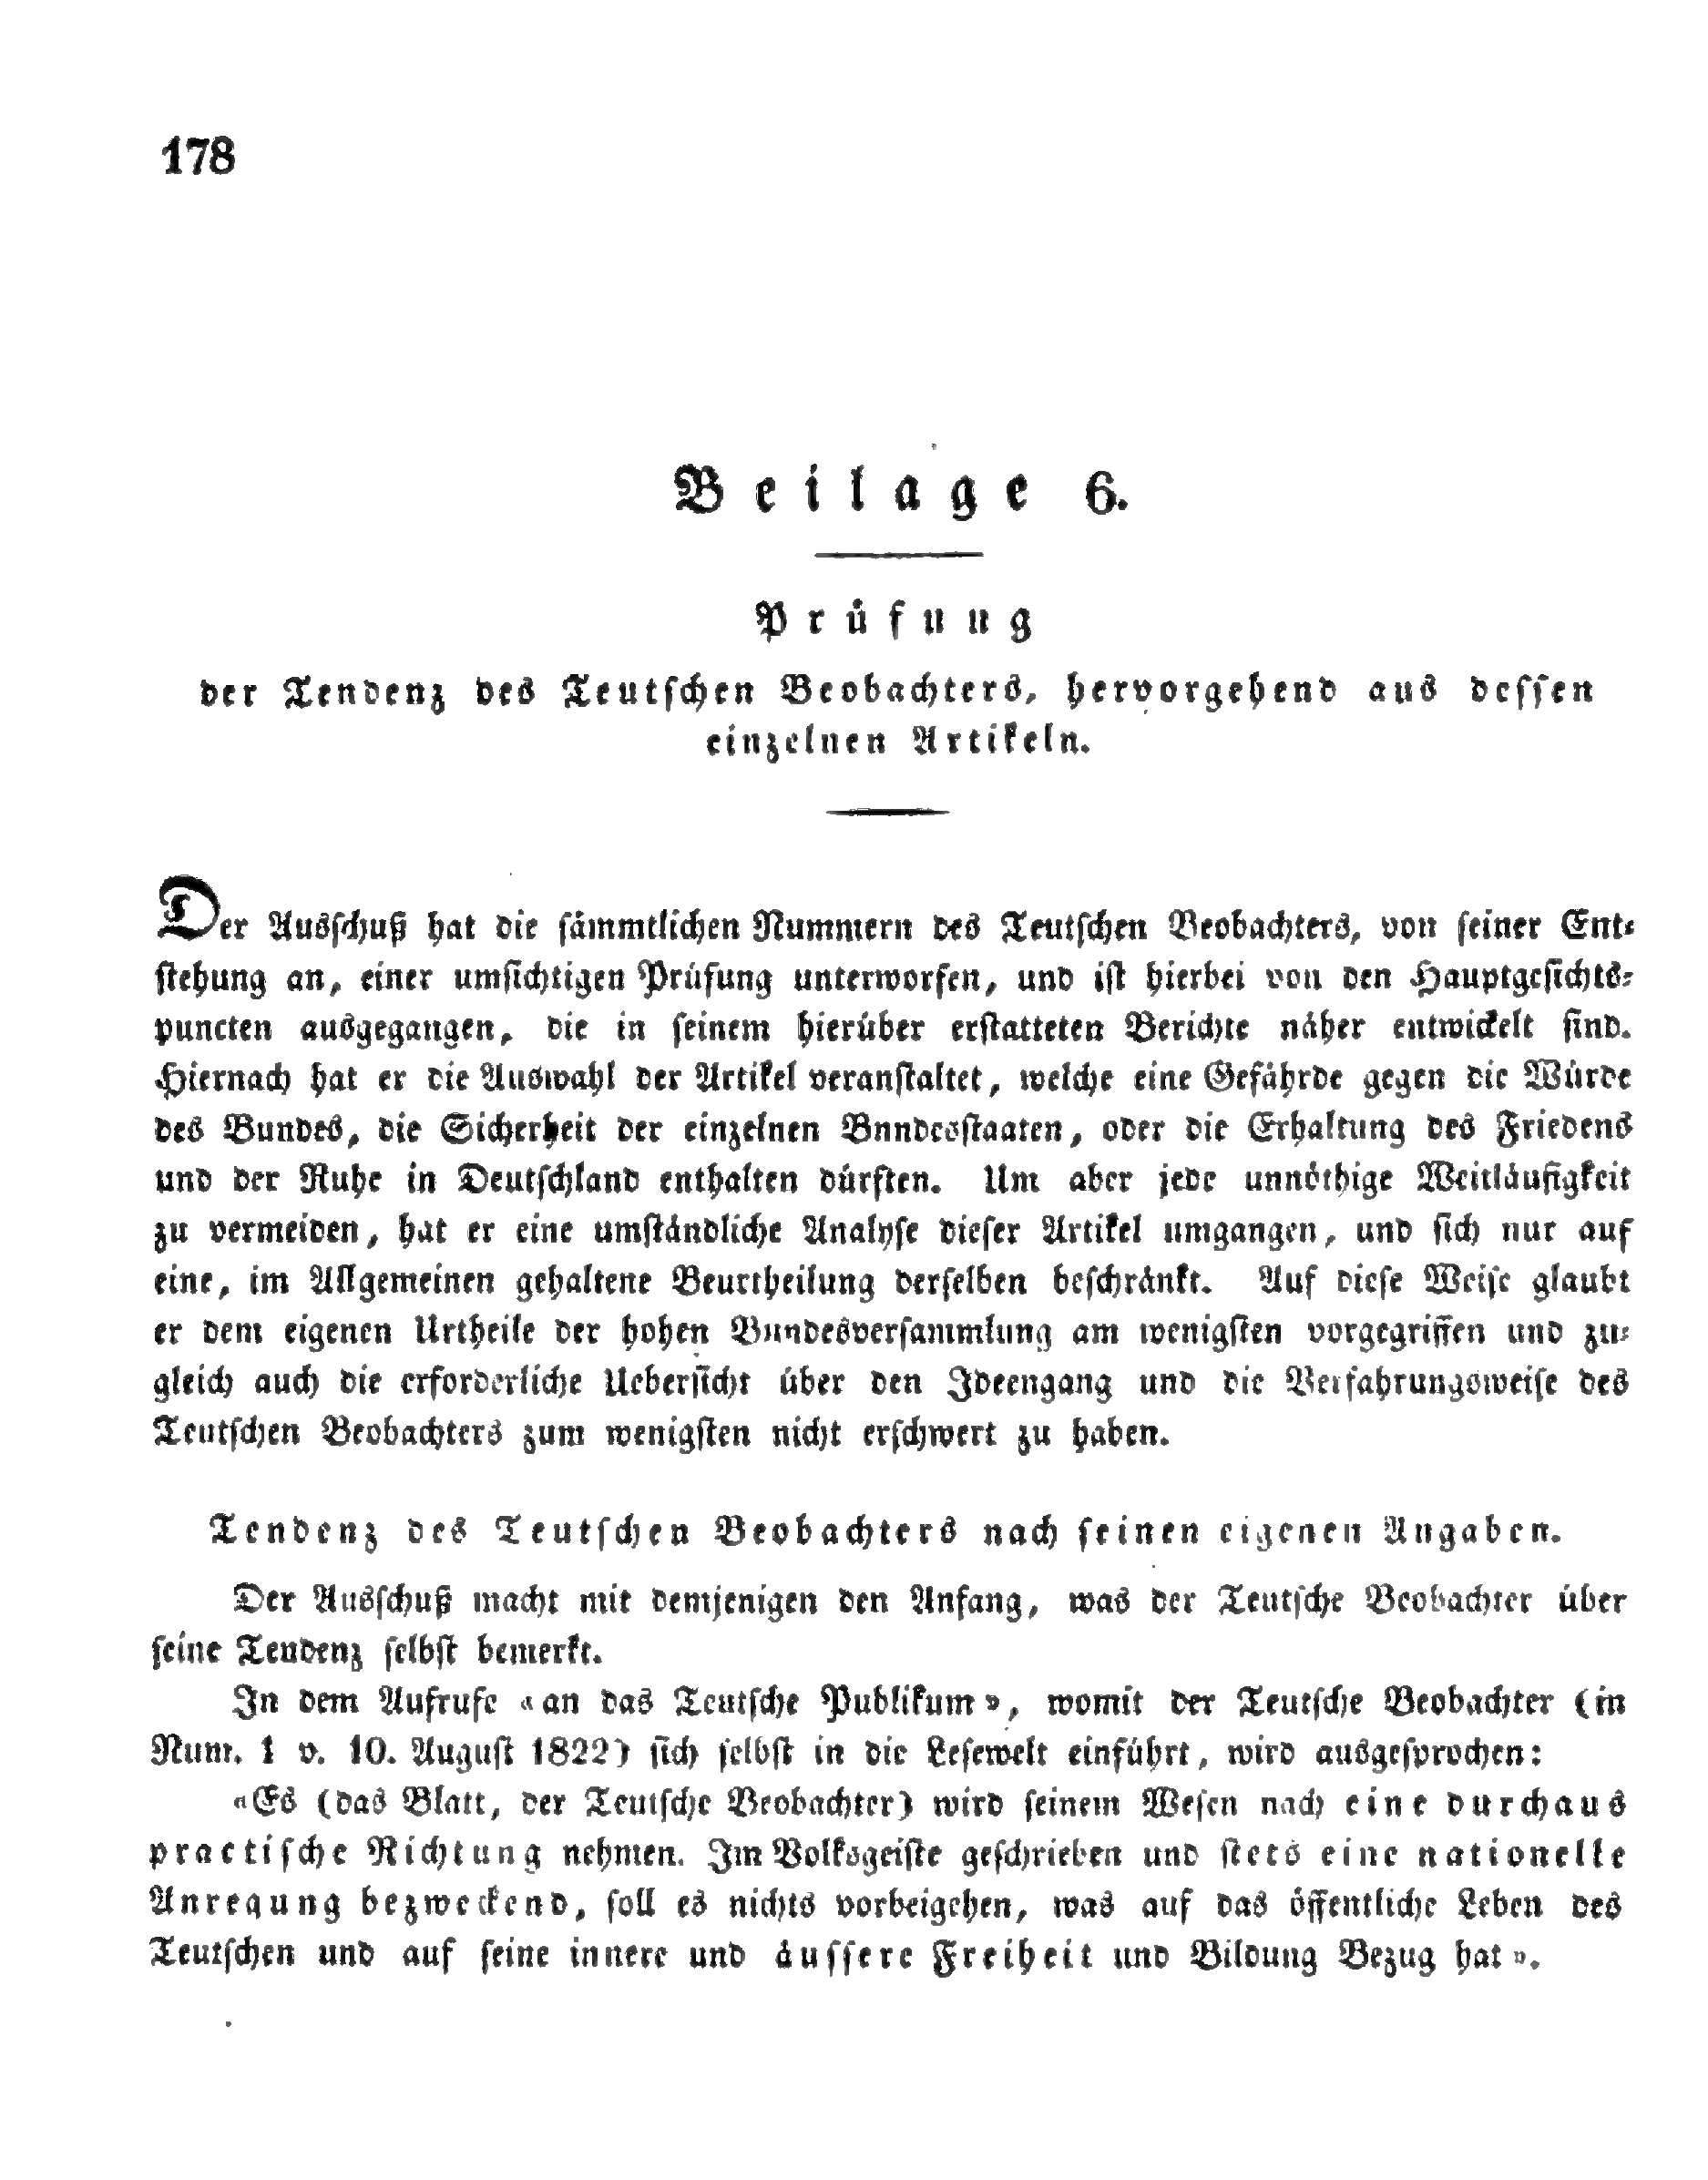 178
Beilage 6.
Prüfung
der Tendenz des Teutschen Beobachters, hervorgehend aus dessen
einzelnen Artikeln.
Der Ausschuß hat die sämmtlichen Nummern des Teutschen Beobachters, von seiner Ent-
stehung an, einer umsichtigen Prüfung unterworfen, und ist hierbei von den Hauptgesichts-
puncten ausgegangen, die in seinem hierüber erstatteten Berichte näher entwickelt sind.
Hiernach hat er die Auswahl der Artikel veranstaltet, welche eine Gefährde gegen die Würde
des Bundes, die Sicherheit der einzelnen Bnndesstaaten, oder die Erhaltung des Friedens
und der Ruhe in Deutschland enthalten dürften. Um aber jede unnöthige Weitläufigkeit
zu vermeiden, hat er eine umständliche Analyse dieser Artikel umgangen, und sich nur auf
eine, im Allgemeinen gehaltene Beurtheilung derselben beschränkt. Auf diese Weise glaubt
er dem eigenen Urtheile der hohen Bundesversammlung am wenigsten vorgegriffen und zu-
gleich auch die erforderliche Uebersicht über den Ideengang und die Verfahrungsweise des
Teutschen Beobachters zum wenigsten nicht erschwert zu haben.
Tendenz des Teutschen Beobachters nach seinen eigenen Angaben.
Der Ausschuß macht mit demjenigen den Anfang, was der Teutsche Beobachter über
seine Tendenz selbst bemerkt.
In dem Aufrufe «an das Teutsche Publikum», womit der Teutsche Beobachter (in
Num. 1 v. 10. August 1822) sich selbst in die Lesewelt einführt, wird ausgesprochen:
«Es (das Blatt, der Teutsche Beobachter) wird seinem Wesen nach eine durchaus
practische Richtung nehmen. Im Volksgeiste geschrieben und stets eine nationelle
Anregung bezweckend, soll es nichts vorbeigehen, was auf das öffentliche Leben des
Teutschen und auf seine innere und äussere Freiheit und Bildung Bezug hat».